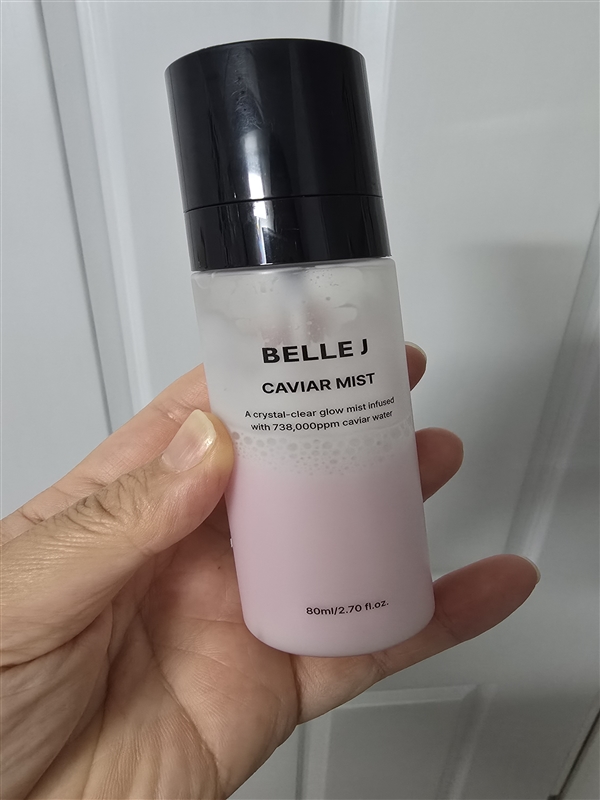 BELLE J
CAVIAR MIST
A crystal-clear glow mist infused
with 738,000ppm caviar water
80ml/2.70 fl.oz.